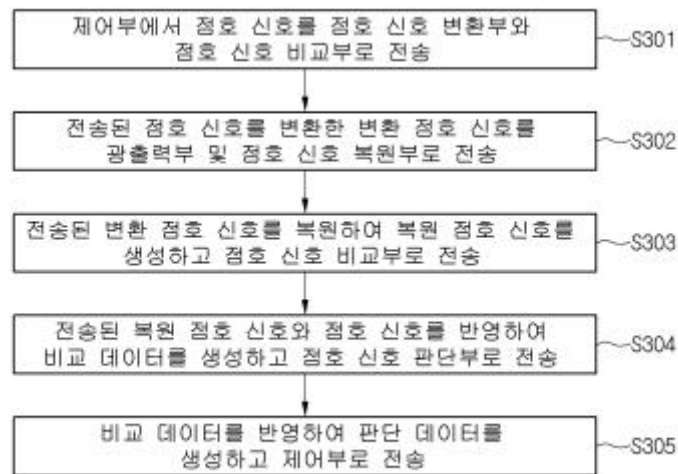 제어부에서 점호 신호를 점호 신호 변환부와
점호 신호 비교부로 전송
S301
전송된 점호 신호를 변환한 변환 점호 신호를
광출력부 및 점호 신호 복원부로 전송
S302
전송된 변환 점호 신호를 복원하여 복원 점호 신호를
생성하고 점호 신호 비교부로 전송
S303
전송된 복원 점호 신호와 점호 신호를 반영하여
비교 데이터를 생성하고 점호 신호 판단부로 전송
S304
비교 데이터를 반영하여 판단 데이터를
생성하고 제어부로 전송
S305